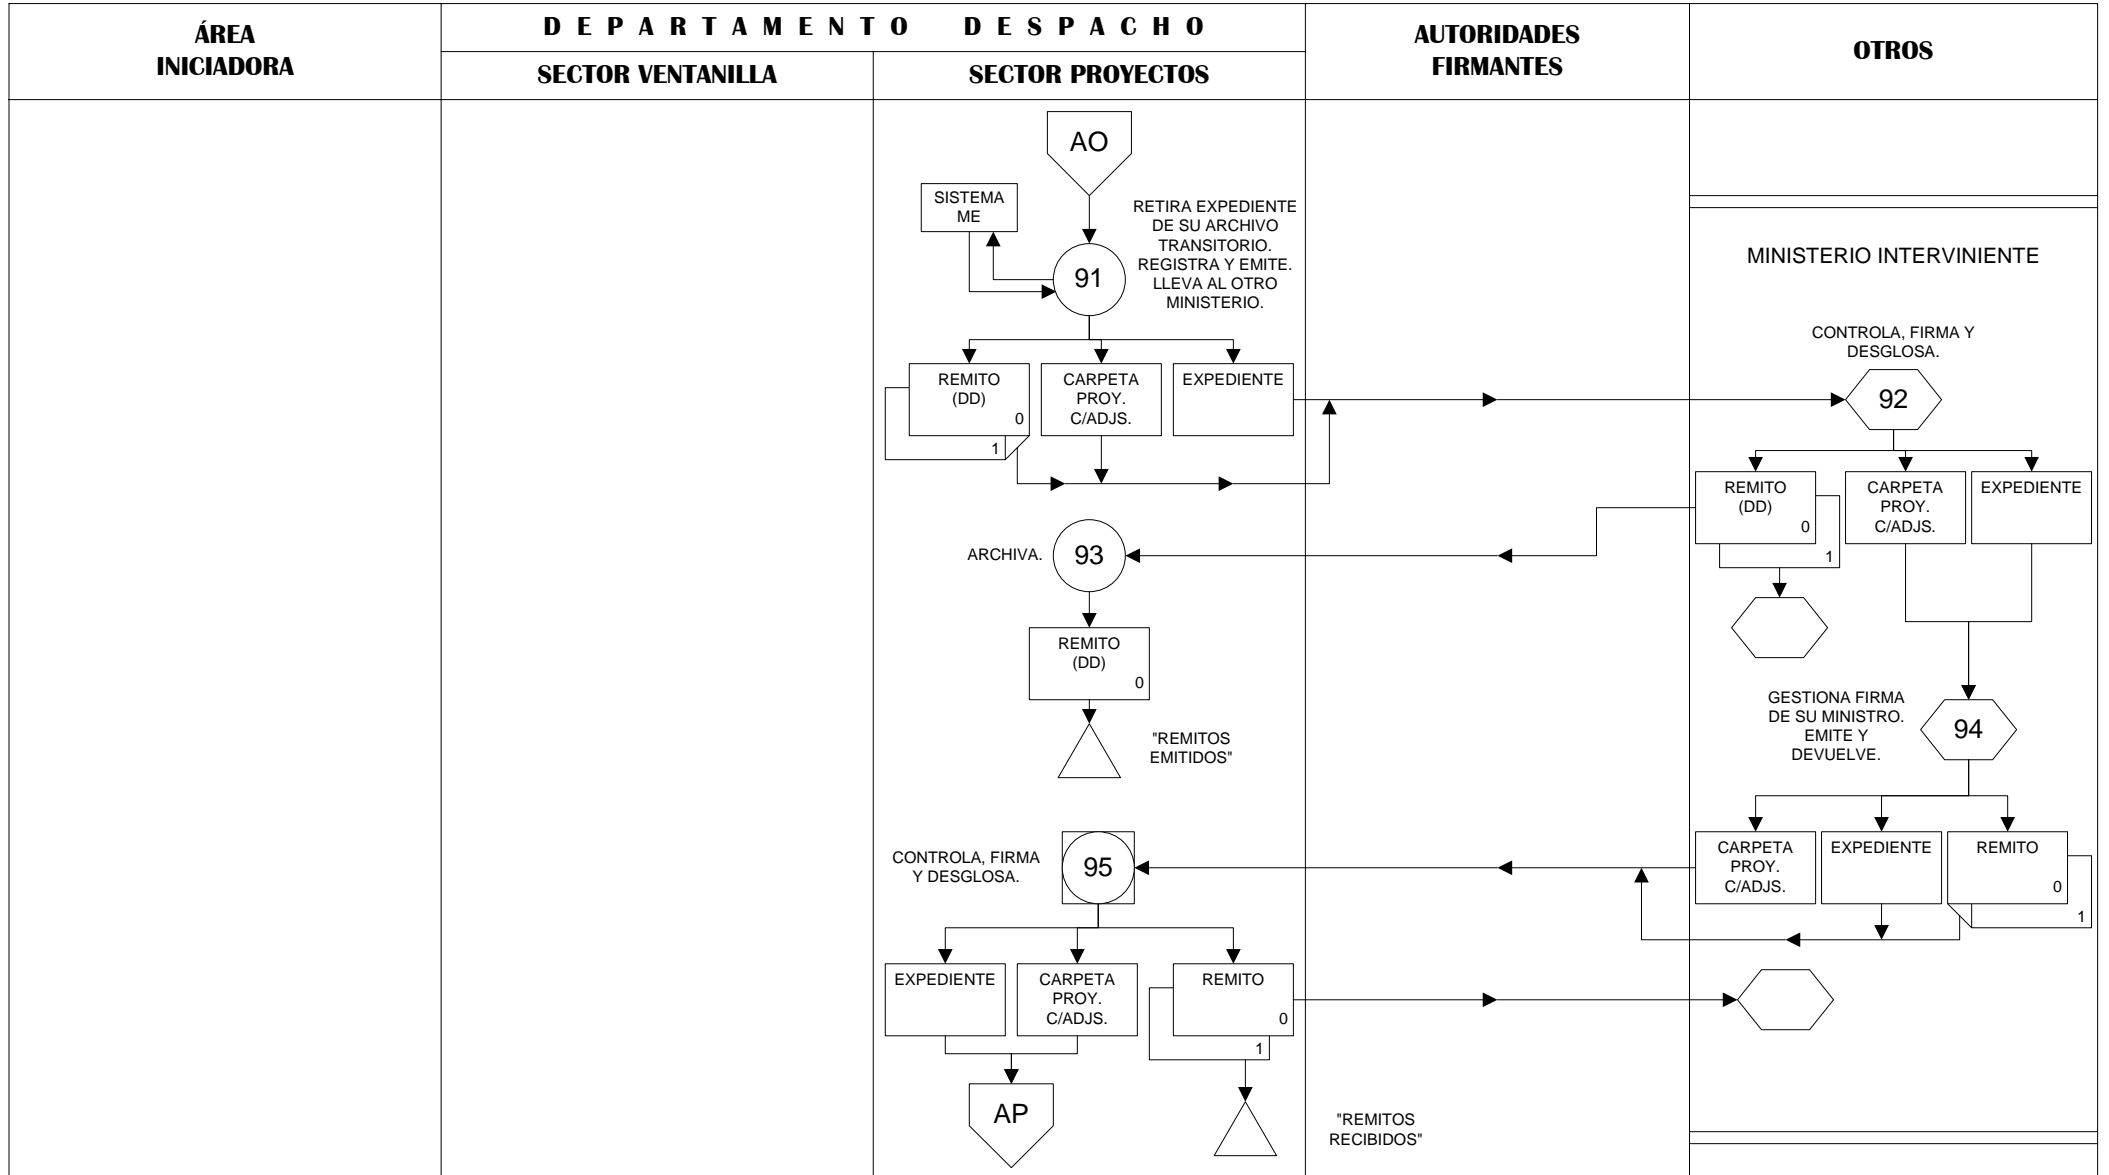 ÁREA
INICIADORA
DEPARTAMENTO DESPACHO
SECTOR VENTANILLA
SECTOR PROYECTOS
AUTORIDADES
FIRMANTES
OTROS
AO
SISTEMA
ME
RETIRA EXPEDIENTE
DE SU ARCHIVO
TRANSITORIO.
REGISTRA Y EMITE.
LLEVA AL OTRO
MINISTERIO.
91
MINISTERIO INTERVINIENTE
REMITO
(DD)
0
1
CARPETA
PROY.
C/ADJS.
EXPEDIENTE
CONTROLA, FIRMA Y
DESGLOSA.
92
REMITO
(DD)
0
1
CARPETA
PROY.
C/ADJS.
EXPEDIENTE
ARCHIVA.
93
REMITO
(DD)
0
"REMITOS
EMITIDOS"
GESTIONA FIRMA
DE SU MINISTRO.
EMITE Y
DEVUELVE.
94
CARPETA
PROY.
C/ADJS.
EXPEDIENTE
REMITO
0
1
CONTROLA, FIRMA
Y DESGLOSA.
95
EXPEDIENTE
CARPETA
PROY.
C/ADJS.
REMITO
0
1
AP
"REMITOS
RECIBIDOS"